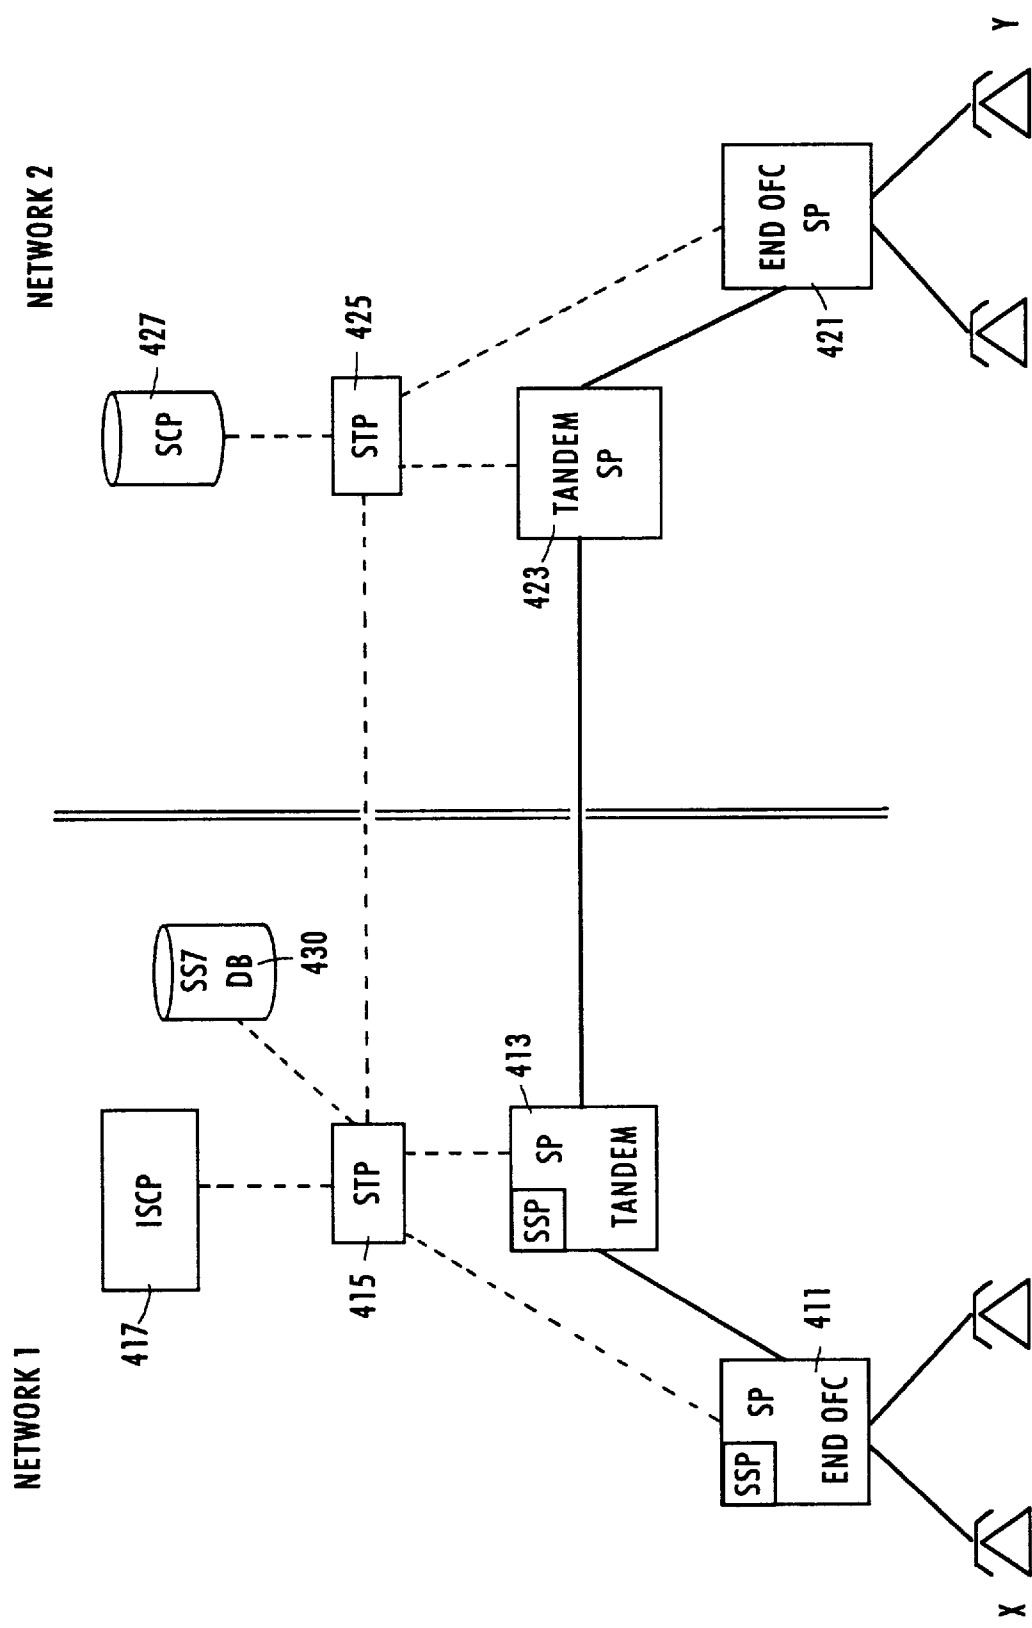 NETWORK 1
NETWORK 2
417
ISCP
SS7
DB
430
SCP
427
415
STP
STP
425
413
SSP
SP
TANDEM
423
TANDEM
SP
411
SSP
SP
END OFC
421
END OFC
SP
X
Y